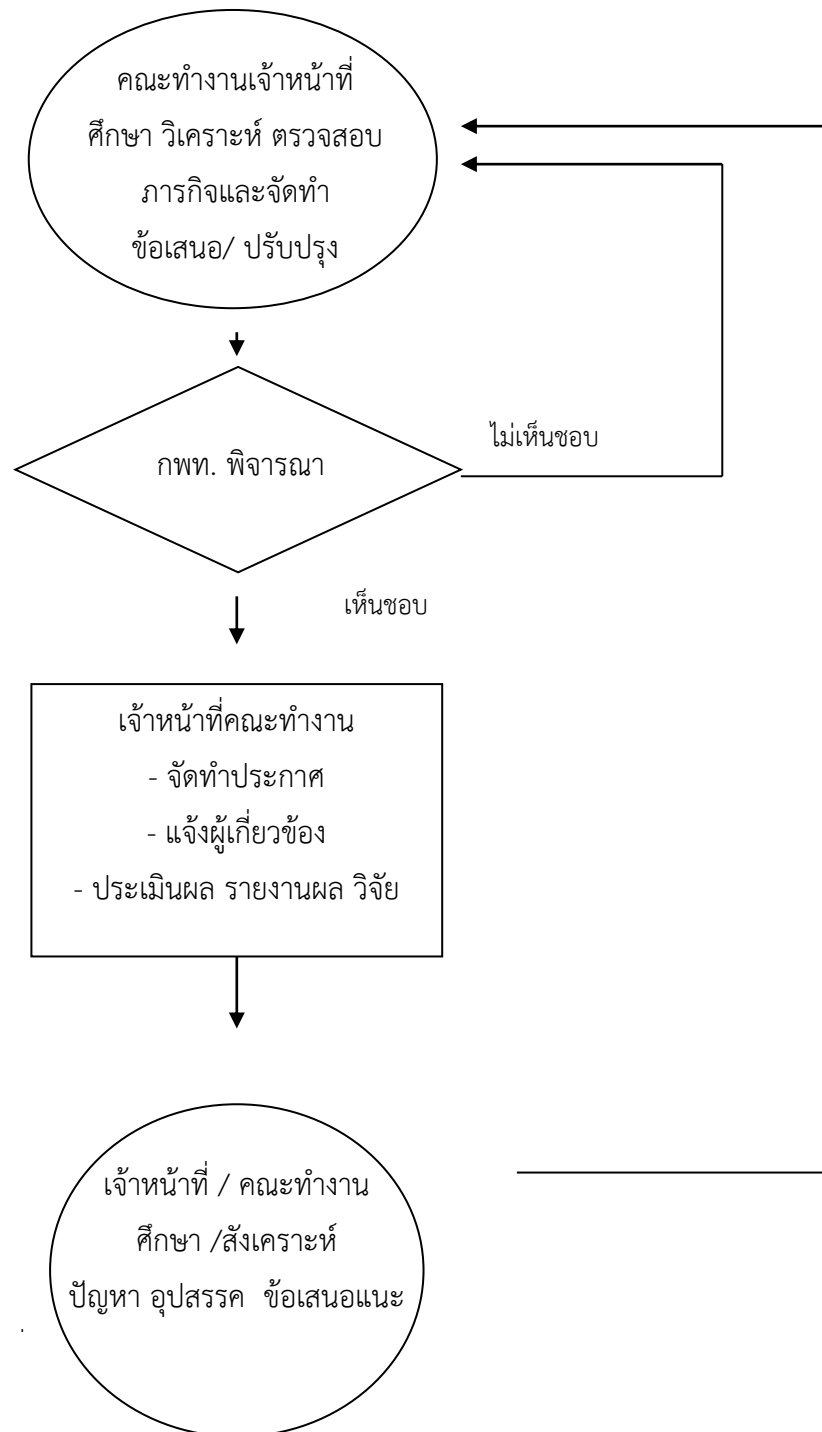 คณะทำงานเจ้าหน้าที่
ศึกษา วิเคราะห์ ตรวจสอบ
ภารกิจและจัดทำ
ข้อเสนอ/ ปรับปรุง
กพท. พิจารณา
ไม่เห็นชอบ
เห็นชอบ
เจ้าหน้าที่คณะทำงาน
- จัดทำประกาศ
- แจ้งผู้เกี่ยวข้อง
- ประเมินผล รายงานผล วิจัย
เจ้าหน้าที่ / คณะทำงาน
ศึกษา /สังเคราะห์
ปัญหา อุปสรรค  ข้อเสนอแนะ